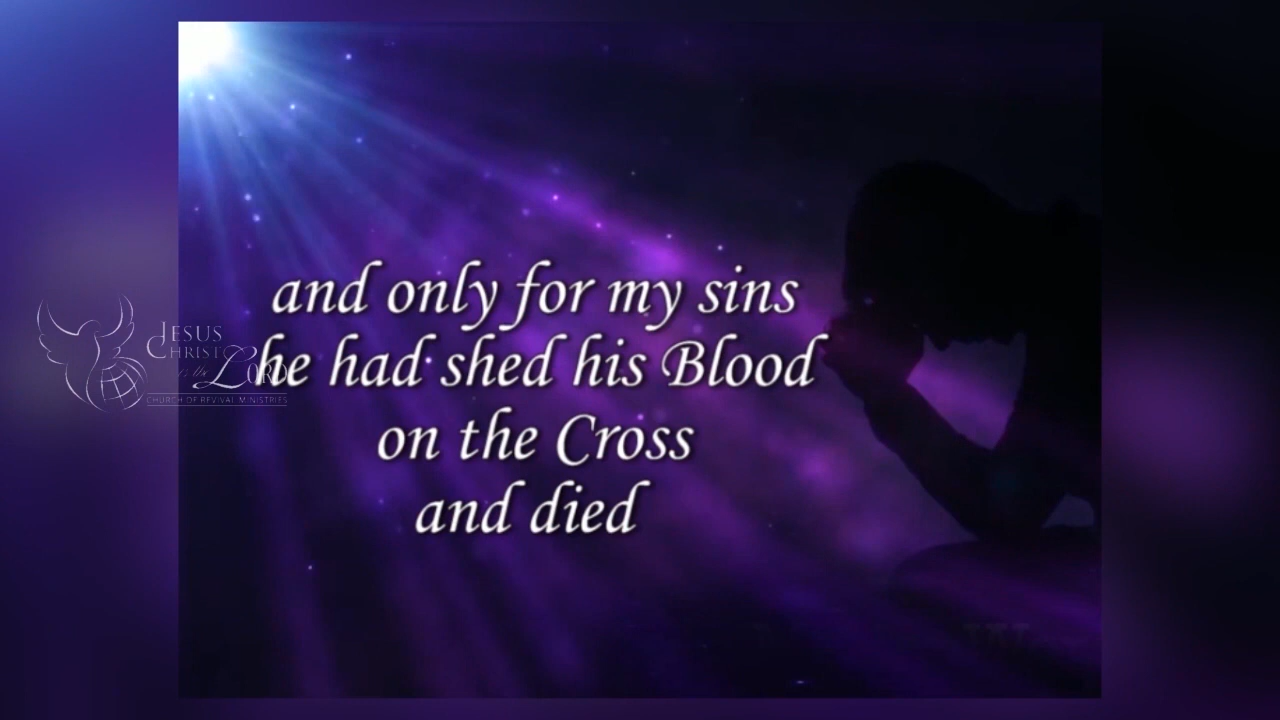 and only for my sins
he had shed his Blood
on the Cross
and died
JESUS
CHRIST
is the LORD
CHURCH OF REVIVAL MINISTRIES